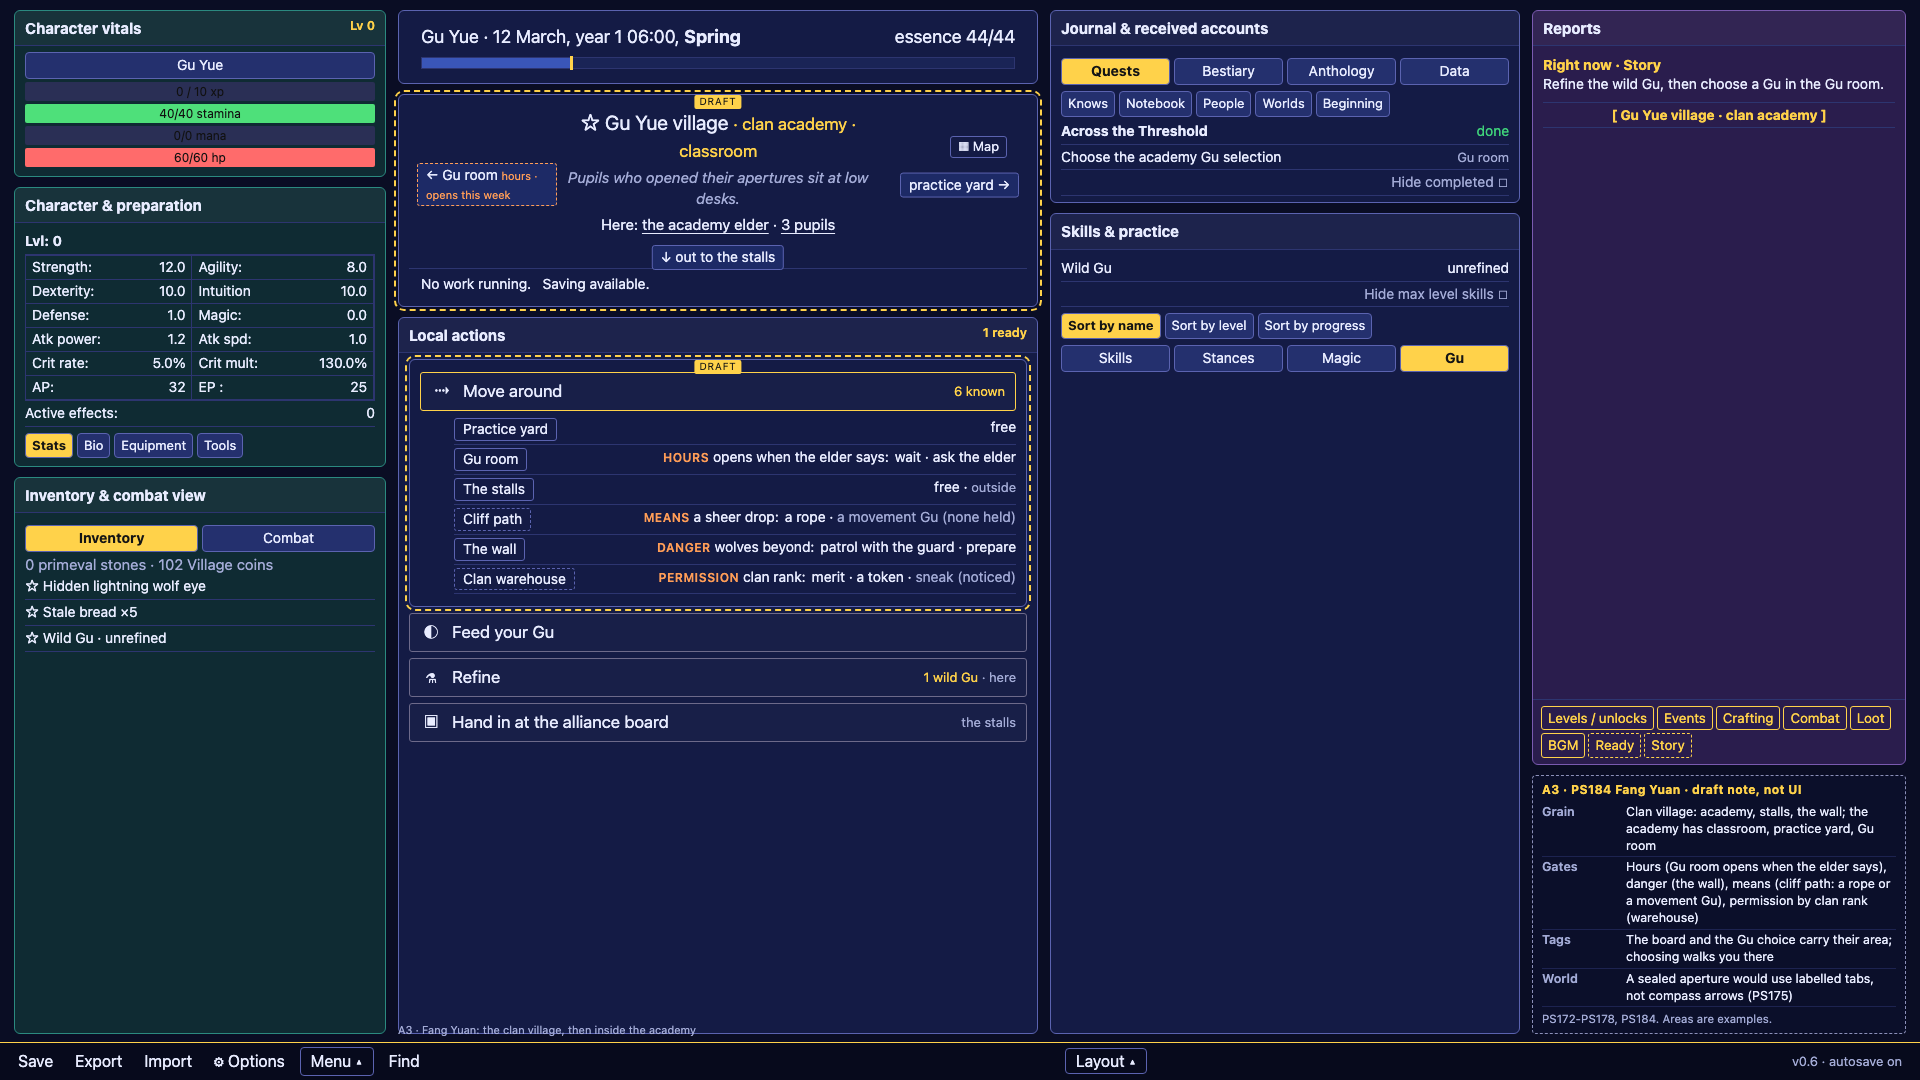 Character vitals
Lv 0
Gu Yue
0 / 10 xp
40/40 stamina
0/0 mana
60/60 hp
Character & preparation
Lvl: 0
Strength: 12.0 Agility: 8.0
Dexterity: 10.0 Intuition 10.0
Defense: 1.0 Magic: 0.0
Atk power: 1.2 Atk spd: 1.0
Crit rate: 5.0% Crit mult: 130.0%
AP: 32 EP : 25
Active effects: 0
Stats Bio Equipment Tools
Inventory & combat view
Inventory Combat
0 primeval stones · 102 Village coins
☆ Hidden lightning wolf eye
☆ Stale bread ×5
☆ Wild Gu · unrefined
Gu Yue · 12 March, year 1 06:00, Spring
essence 44/44
DRAFT
☆ Gu Yue village · clan academy ·
classroom
▦ Map
← Gu room hours ·
opens this week
Pupils who opened their apertures sit at low
desks.
practice yard →
Here: the academy elder · 3 pupils
↓ out to the stalls
No work running. Saving available.
Local actions
1 ready
DRAFT
⤑ Move around
6 known
Practice yard free
Gu room HOURS opens when the elder says: wait · ask the elder
The stalls free · outside
Cliff path MEANS a sheer drop: a rope · a movement Gu (none held)
The wall DANGER wolves beyond: patrol with the guard · prepare
Clan warehouse PERMISSION clan rank: merit · a token · sneak (noticed)
◐ Feed your Gu
⚗ Refine 1 wild Gu · here
▣ Hand in at the alliance board the stalls
A3 · Fang Yuan: the clan village, then inside the academy
Journal & received accounts
Quests Bestiary Anthology Data
Knows Notebook People Worlds Beginning
Across the Threshold done
Choose the academy Gu selection Gu room
Hide completed □
Skills & practice
Wild Gu unrefined
Hide max level skills □
Sort by name Sort by level Sort by progress
Skills Stances Magic Gu
Reports
Right now · Story
Refine the wild Gu, then choose a Gu in the Gu room.
[ Gu Yue village · clan academy ]
Levels / unlocks Events Crafting Combat Loot
BGM Ready Story
A3 · PS184 Fang Yuan · draft note, not UI
Grain Clan village: academy, stalls, the wall; the
academy has classroom, practice yard, Gu
room
Gates Hours (Gu room opens when the elder says),
danger (the wall), means (cliff path: a rope or
a movement Gu), permission by clan rank
(warehouse)
Tags The board and the Gu choice carry their area;
choosing walks you there
World A sealed aperture would use labelled tabs,
not compass arrows (PS175)
PS172-PS178, PS184. Areas are examples.
Save Export Import ⚙ Options Menu ▴ Find
Layout ▴
v0.6 · autosave on